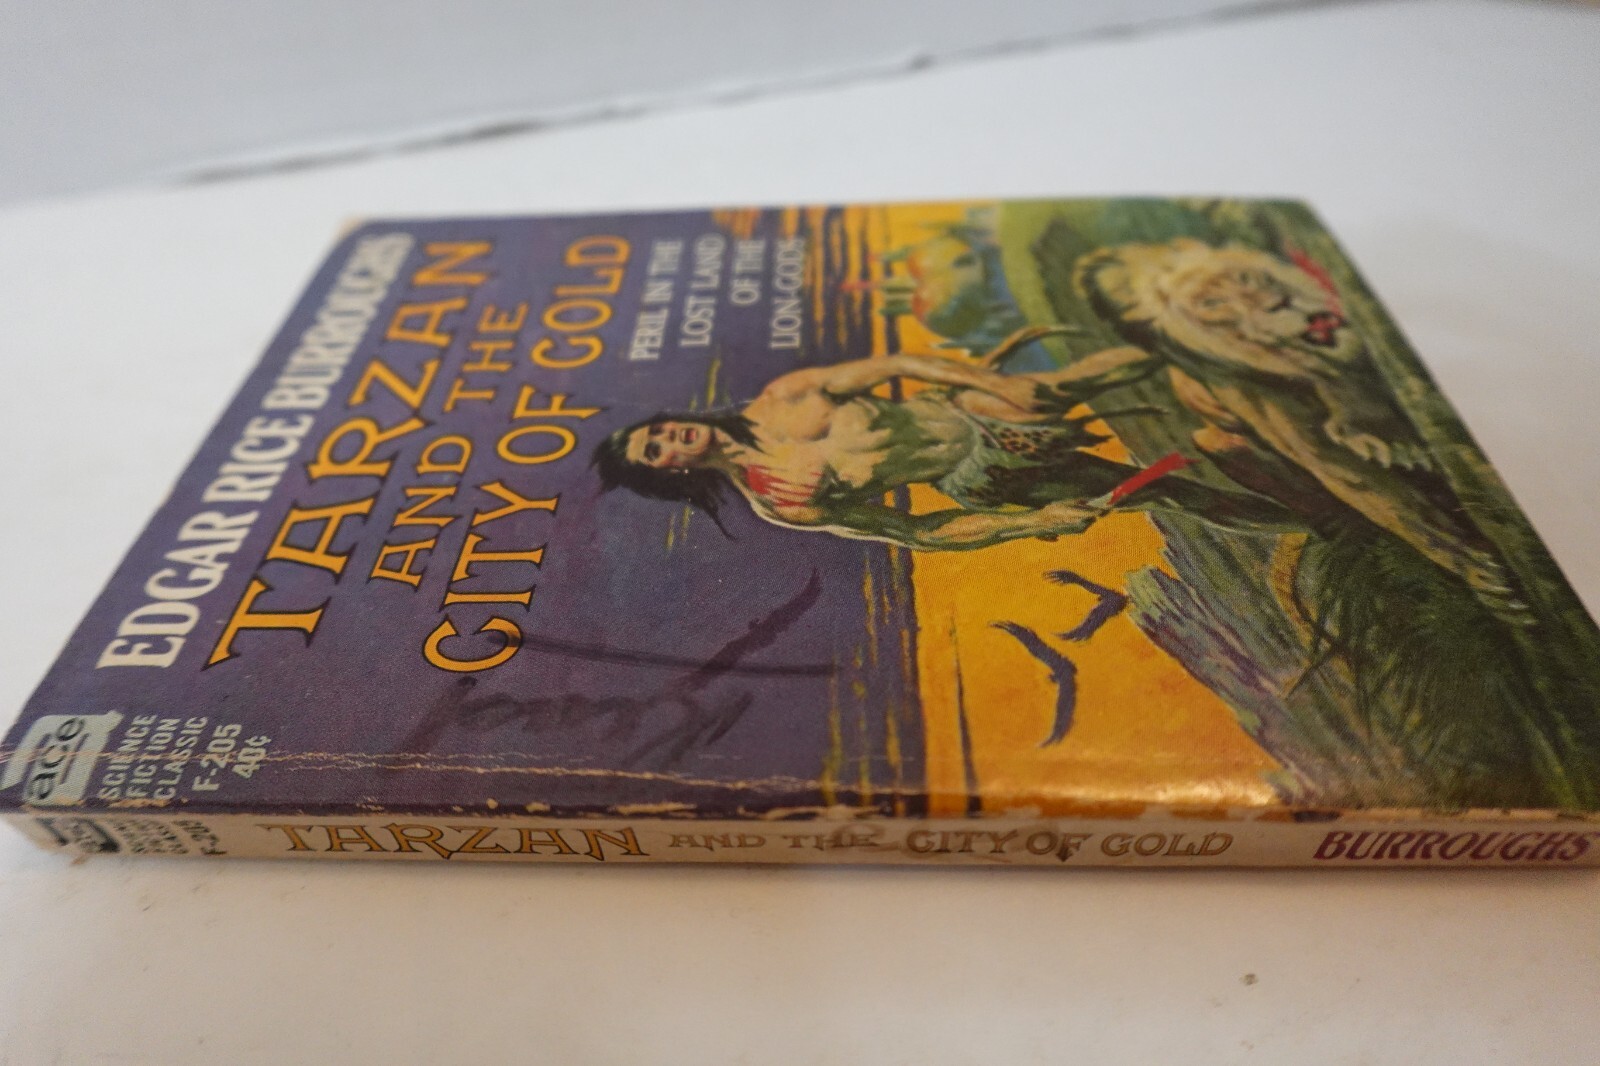 EDGAR RICE BURROUGHS
TARZAN
AND THE
CITY OF GOLD
PERIL IN THE
LOST LAND
OF THE
LION-GODS
ace
SCIENCE
FICTION
CLASSIC
F-205
40¢
TARZAN AND THE CITY OF GOLD BURROUGHS
F-205